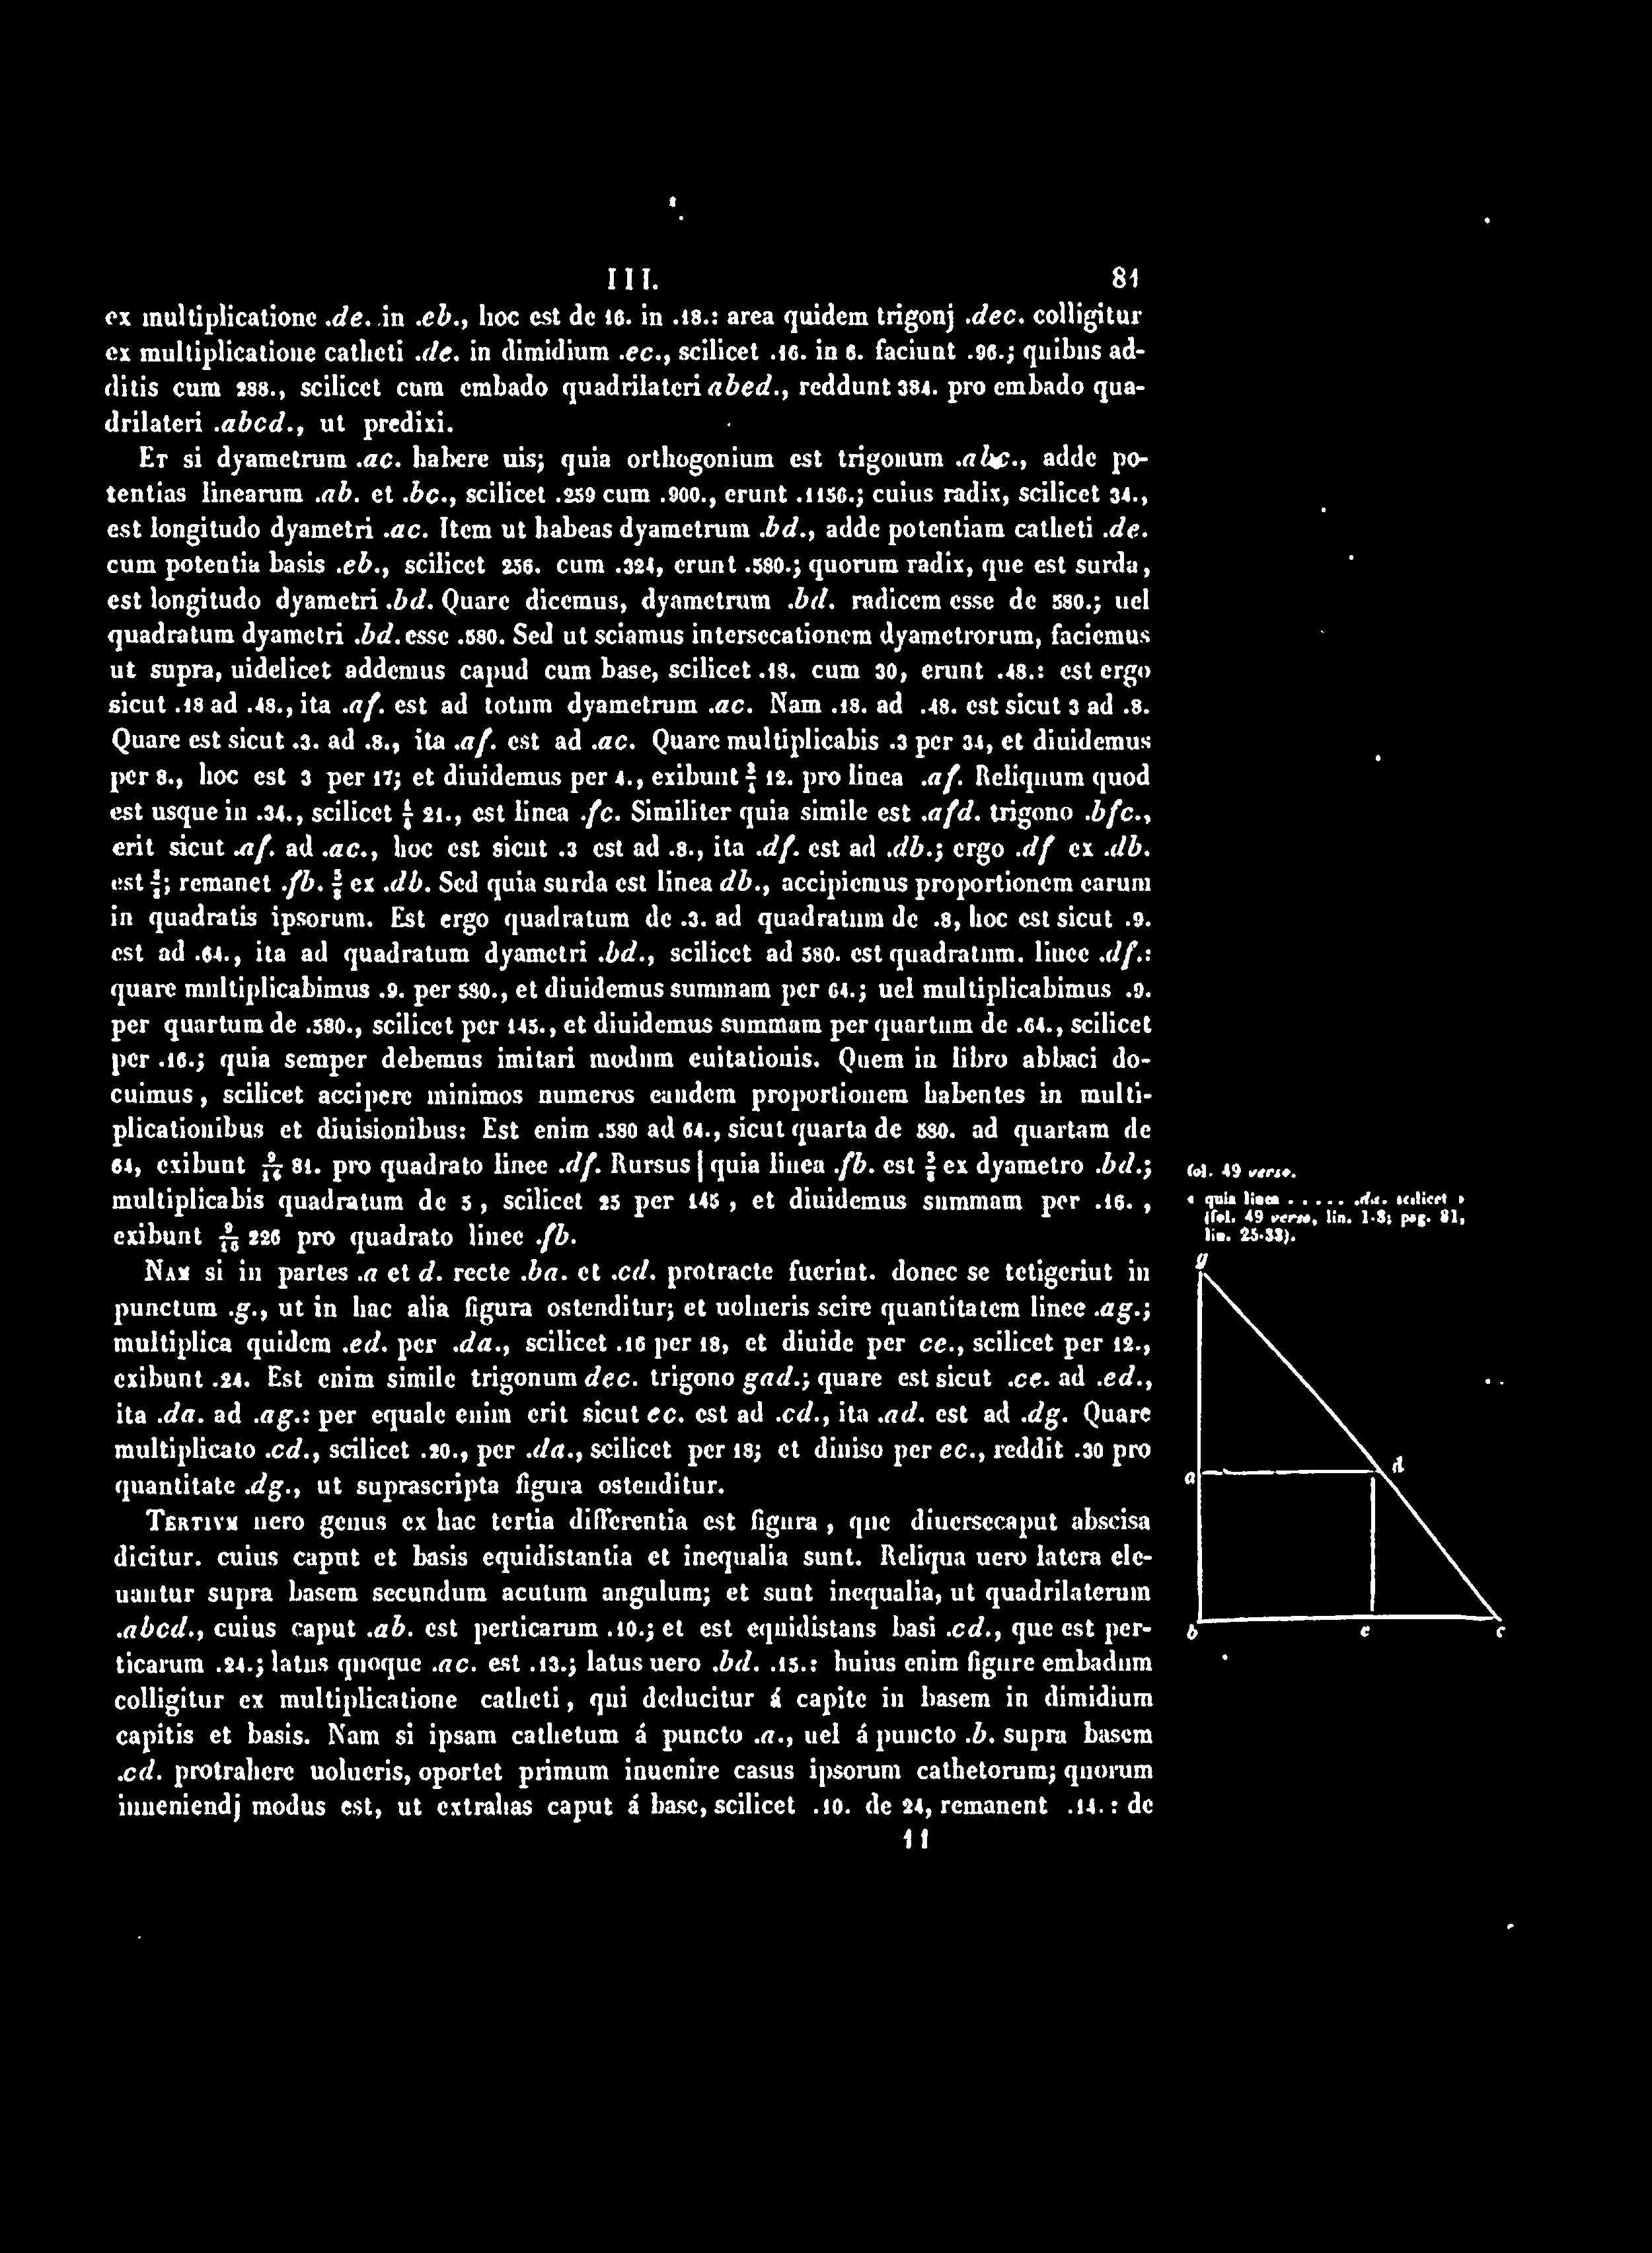 III. 81
ex multiplicatione .de. in .eb., hoc est de 16. in .18.: area quidem trigonj .dec. colligitur
ex multiplicatione catheti .de. in dimidium .ec., scilicet .16. in 6. faciunt .96.; quibus ad-
ditis cum 288., scilicet cum embado quadrilateri abed., reddunt 384. pro embado qua-
drilateri .abcd., ut predixi.
Et si dyametrum .ac. habere uis; quia orthogonium est trigonum .abc., adde po-
tentias linearum .ab. et .bc., scilicet .259 cum .900., erunt .1156.; cuius radix, scilicet 34.,
est longitudo dyametri .ac. Item ut habeas dyametrum .bd., adde potentiam catheti .de.
cum potentia basis .eb., scilicet 256. cum .324, erunt .580.; quorum radix, que est surda,
est longitudo dyametri .bd. Quare dicemus, dyametrum .bd. radicem esse de 580.; uel
quadratum dyametri .bd. esse .580. Sed ut sciamus intersecationem dyametrorum, faciemus
ut supra, uidelicet addemus capud cum base, scilicet .18. cum 30, erunt .48.: est ergo
sicut .18 ad .48., ita .af. est ad totum dyametrum .ac. Nam .18. ad .48. est sicut 3 ad .8.
Quare est sicut .3. ad .8., ita .af. est ad .ac. Quare multiplicabis .3 per 34, et diuidemus
per 8., hoc est 3 per 17; et diuidemus per 4., exibunt 3/4 12. pro linea .af. Reliquum quod
est usque in .34., scilicet 1/4 21., est linea .fc. Similiter quia simile est .afd. trigono .bfc.,
erit sicut .af. ad .ac., hoc est sicut .3 est ad .8., ita .df. est ad .db.; ergo .df ex .db.
est 3/8; remanet .fb. 5/8 ex .db. Sed quia surda est linea db., accipiemus proportionem earum
in quadratis ipsorum. Est ergo quadratum de .3. ad quadratum de .8, hoc est sicut .9.
est ad .64., ita ad quadratum dyametri .bd., scilicet ad 580. est quadratum. linee .df.:
quare multiplicabimus .9. per 580., et diuidemus summam per 64.; uel multiplicabimus .9.
per quartum de .580., scilicet per 145., et diuidemus summam per quartum de .64., scilicet
per .16.; quia semper debemus imitari modum euitationis. Quem in libro abbaci do-
cuimus, scilicet accipere minimos numeros eandem proportionem habentes in multi-
plicationibus et diuisionibus: Est enim .580 ad 64., sicut quarta de 580. ad quartam de
64, exibunt 9/16 81. pro quadrato linee .df. Rursus | quia linea .fb. est 5/8 ex dyametro .bd.;
multiplicabis quadratum de 5, scilicet 25 per 145, et diuidemus summam per .16.,
exibunt 9/16 226 pro quadrato linee .fb.
Nam si in partes .a et d. recte .ba. et .cd. protracte fuerint. donec se tetigeriut in
punctum .g., ut in hac alia figura ostenditur; et uolueris scire quantitatem linee .ag.;
multiplica quidem .ed. per .da., scilicet .16 per 18, et diuide per ce., scilicet per 12.,
exibunt .24. Est enim simile trigonum dec. trigono gad.; quare est sicut .ce. ad .ed.,
ita .da. ad .ag.: per equale enim erit sicut ec. est ad .cd., ita .ad. est ad .dg. Quare
multiplicato .cd., scilicet .20., per .da., scilicet per 18; et diuiso per ec., reddit .30 pro
quantitate .dg., ut suprascripta figura ostenditur.
Tertivm uero genus ex hac tertia differentia est figura, que diuersecaput abscisa
dicitur. cuius caput et basis equidistantia et inequalia sunt. Reliqua uero latera ele-
uantur supra basem secundum acutum angulum; et sunt inequalia, ut quadrilaterum
.abcd., cuius caput .ab. est perticarum .10.; et est equidistans basi .cd., que est per-
ticarum .24.; latus quoque .ac. est .13.; latus uero .bd. .15.: huius enim figure embadum
colligitur ex multiplicatione catheti, qui deducitur á capite in basem in dimidium
capitis et basis. Nam si ipsam cathetum á puncto .a., uel á puncto .b. supra basem
.cd. protrahere uolueris, oportet primum inuenire casus ipsorum cathetorum; quorum
inueniendj modus est, ut extrahas caput á base, scilicet .10. de 24, remanent .14.: de
11
fol. 49 verso.
« quia linea ..... .da. scilicet »
(fol. 49 verso, lin. 1-8; pag. 81,
lin. 25-33).
g
a d
b e c